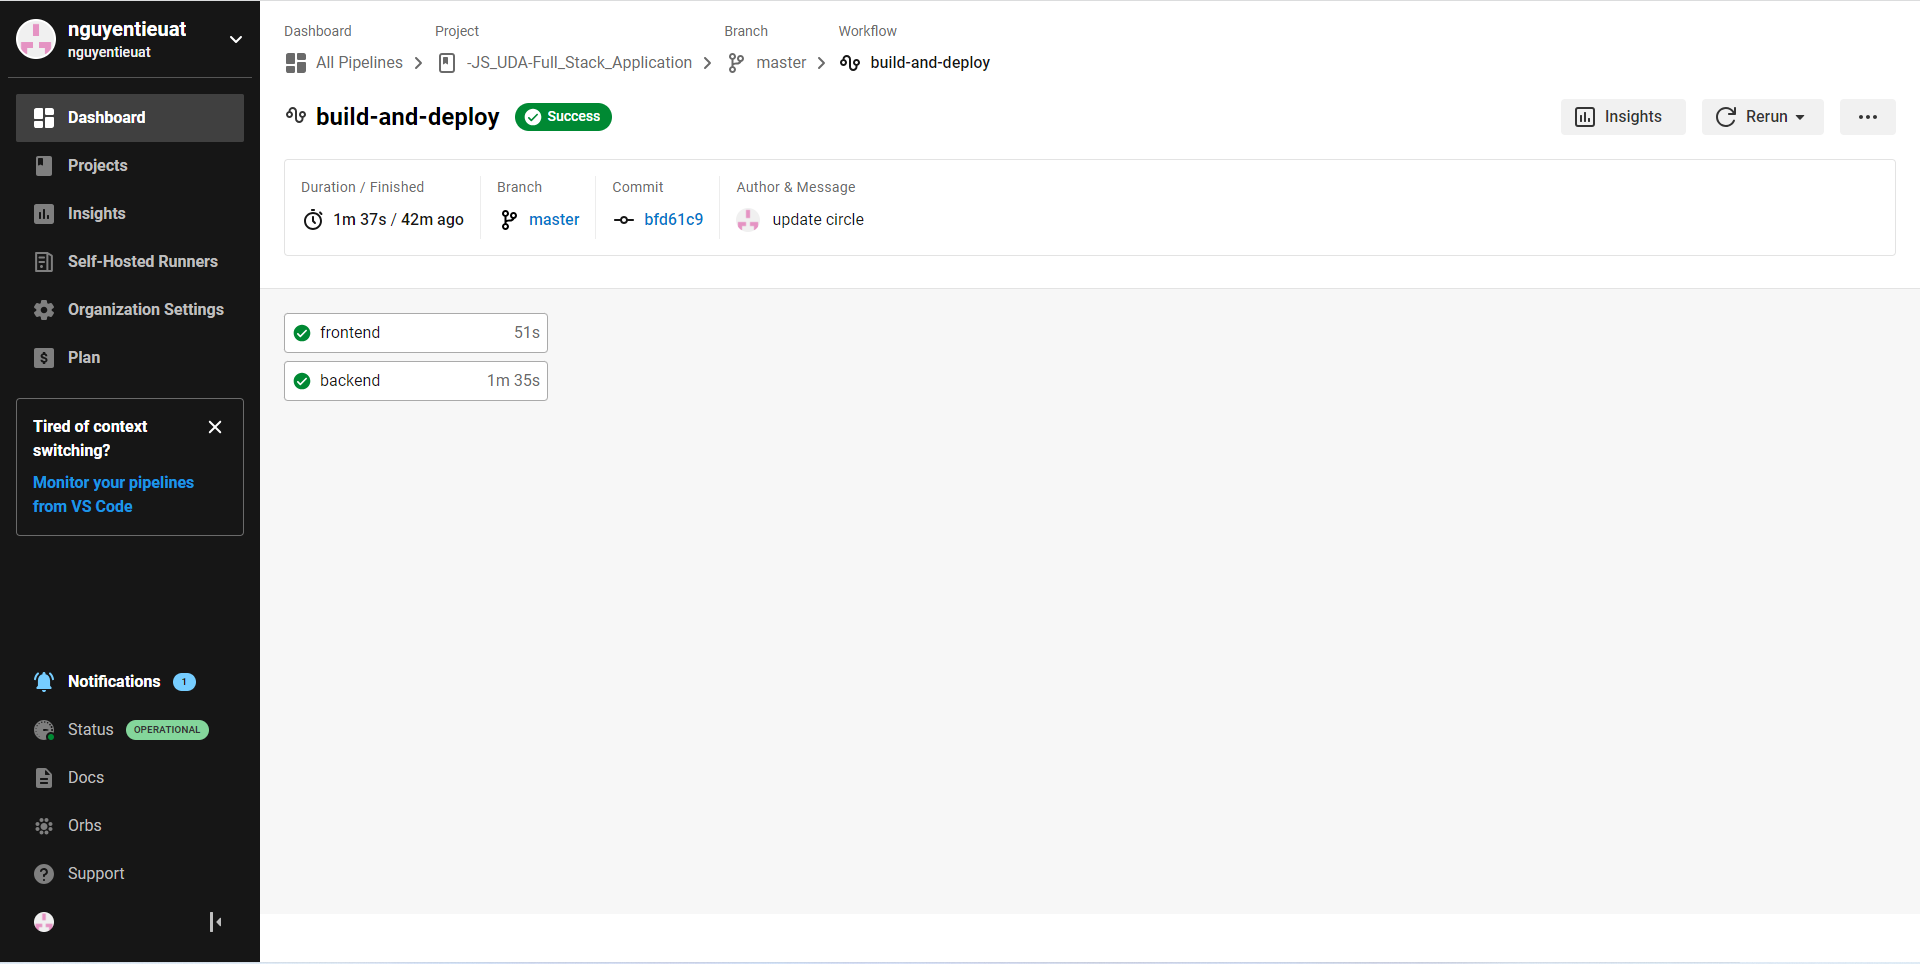 nguyentieuat
nguyentieuat
Dashboard
Projects
Insights
Self-Hosted Runners
Organization Settings
Plan
Tired of context
switching?
Monitor your pipelines
from VS Code
Notifications 1
Status OPERATIONAL
Docs
Orbs
Support
Dashboard Project Branch Workflow
All Pipelines -JS_UDA-Full_Stack_Application master build-and-deploy
build-and-deploy Success Insights Rerun
Duration / Finished Branch Commit Author & Message
1m 37s / 42m ago master bfd61c9 update circle
frontend 51s
backend 1m 35s